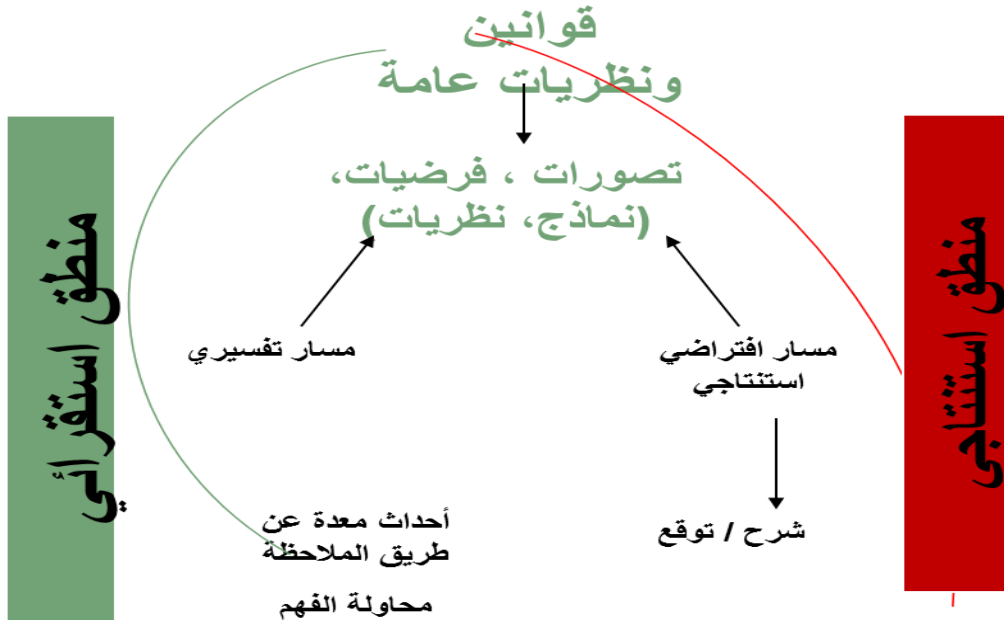 قوانين
ونظريات عامة
تصورات ، فرضيات،
(نماذج، نظريات)
منطق استنتاجي
منطق استقرائي
مسار افتراضي
استنتاجي
مسار تفسيري
شرح / توقع
أحداث معدة عن
طريق الملاحظة
محاولة الفهم